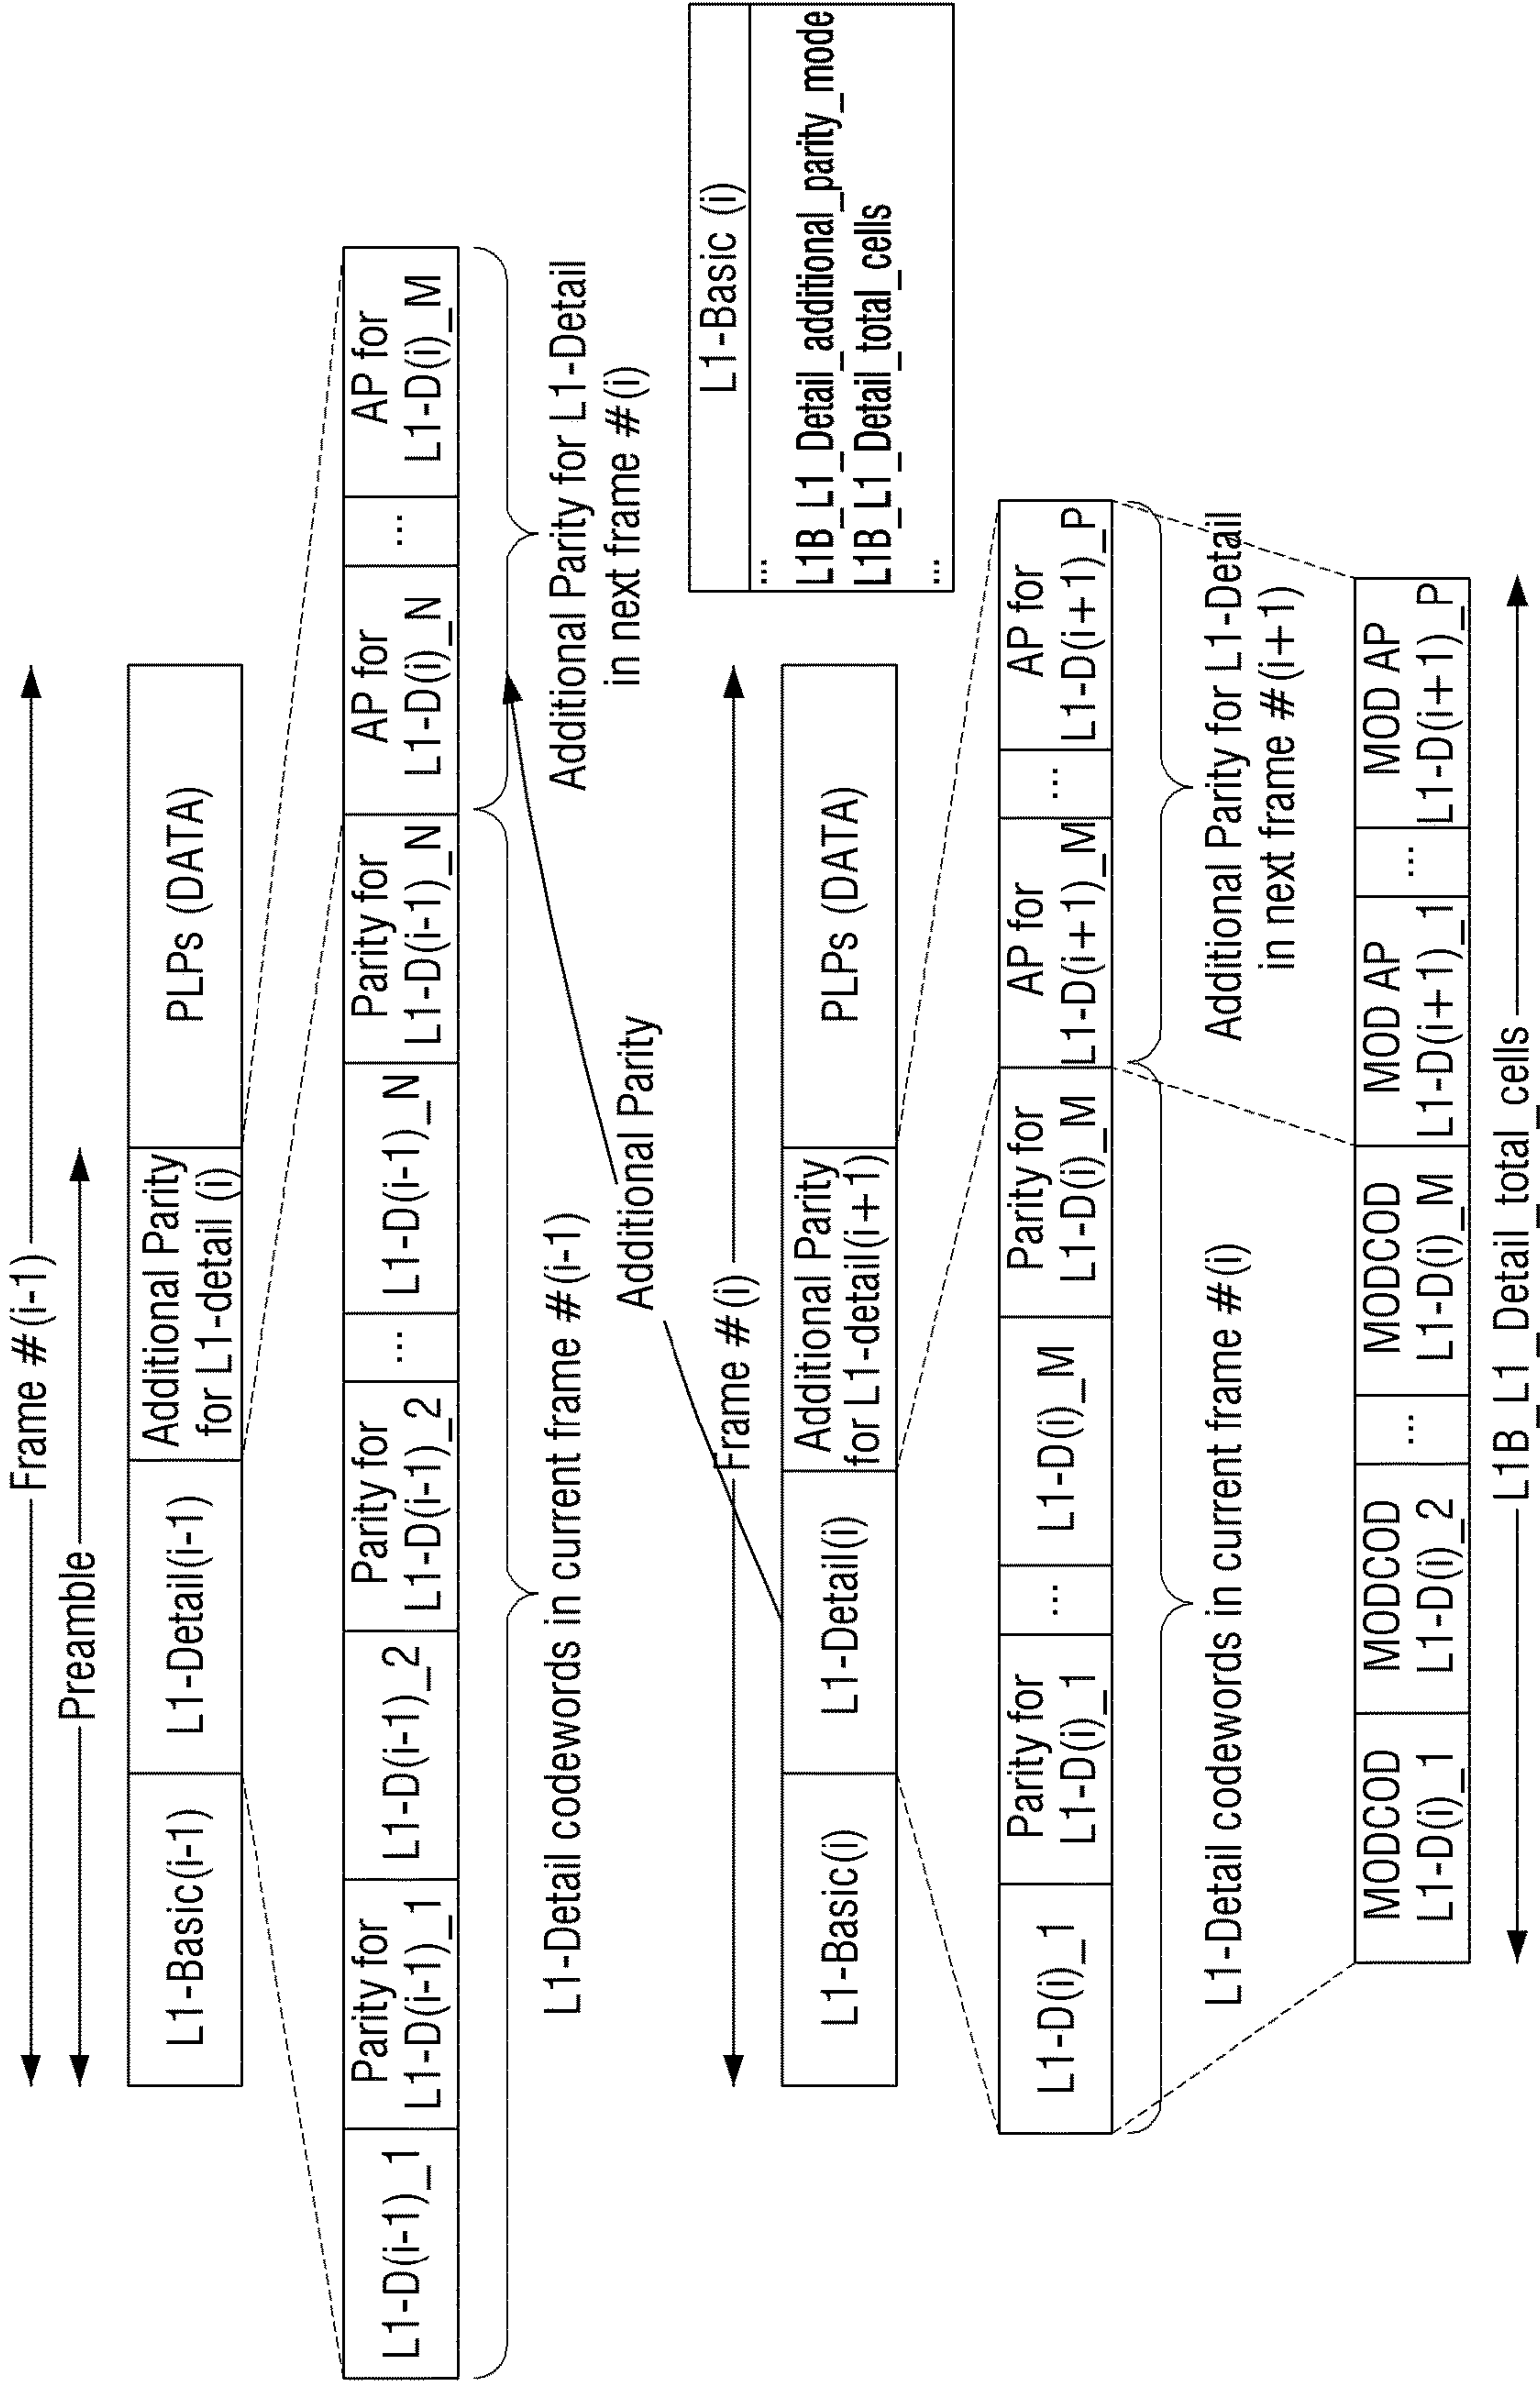 Frame #(i-1)
Preamble
L1-Basic(i-1)
L1-Detail(i-1)
Additional Parity
for L1-detail (i)
PLPs (DATA)
L1-D(i-1)_1
Parity for
L1-D(i-1)_1
L1-D(i-1)_2
Parity for
L1-D(i-1)_2
...
L1-D(i-1)_N
Parity for
L1-D(i-1)_N
AP for
L1-D(i)_N
...
AP for
L1-D(i)_M
L1-Detail codewords in current frame #(i-1)
Additional Parity for L1-Detail
in next frame #(i)
Additional Parity
L1-Basic (i)
...
L1B_L1_Detail_additional_parity_mode
L1B_L1_Detail_total_cells
...
Frame #(i)
L1-Basic(i)
L1-Detail(i)
Additional Parity
for L1-detail(i+1)
PLPs (DATA)
L1-D(i)_1
Parity for
L1-D(i)_1
...
L1-D(i)_M
Parity for
L1-D(i)_M
AP for
L1-D(i+1)_M
...
AP for
L1-D(i+1)_P
L1-Detail codewords in current frame #(i)
Additional Parity for L1-Detail
in next frame #(i+1)
MODCOD
L1-D(i)_1
MODCOD
L1-D(i)_2
...
MODCOD
L1-D(i)_M
MOD AP
L1-D(i+1)_1
...
MOD AP
L1-D(i+1)_P
L1B_L1_Detail_total_cells